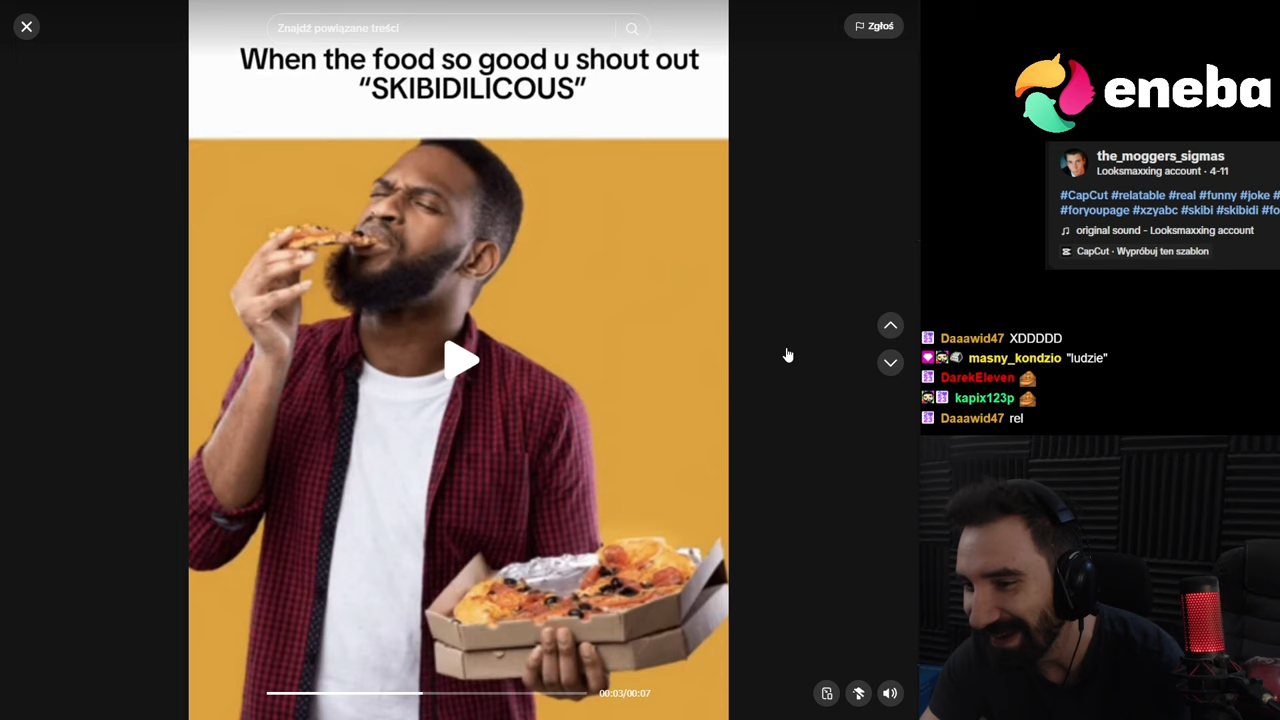 Znajdź powiązane treści
Zgłoś
When the food so good u shout out
“SKIBIDILICOUS”
00:03/00:07
eneba
the_moggers_sigmas
Looksmaxxing account · 4-11
#CapCut #relatable #real #funny #joke #
#foryoupage #xzyabc #skibi #skibidi #fo
original sound - Looksmaxxing account
CapCut · Wypróbuj ten szablon
Daaawid47 XDDDDD
masny_kondzio "ludzie"
DarekEleven
kapix123p
Daaawid47 rel